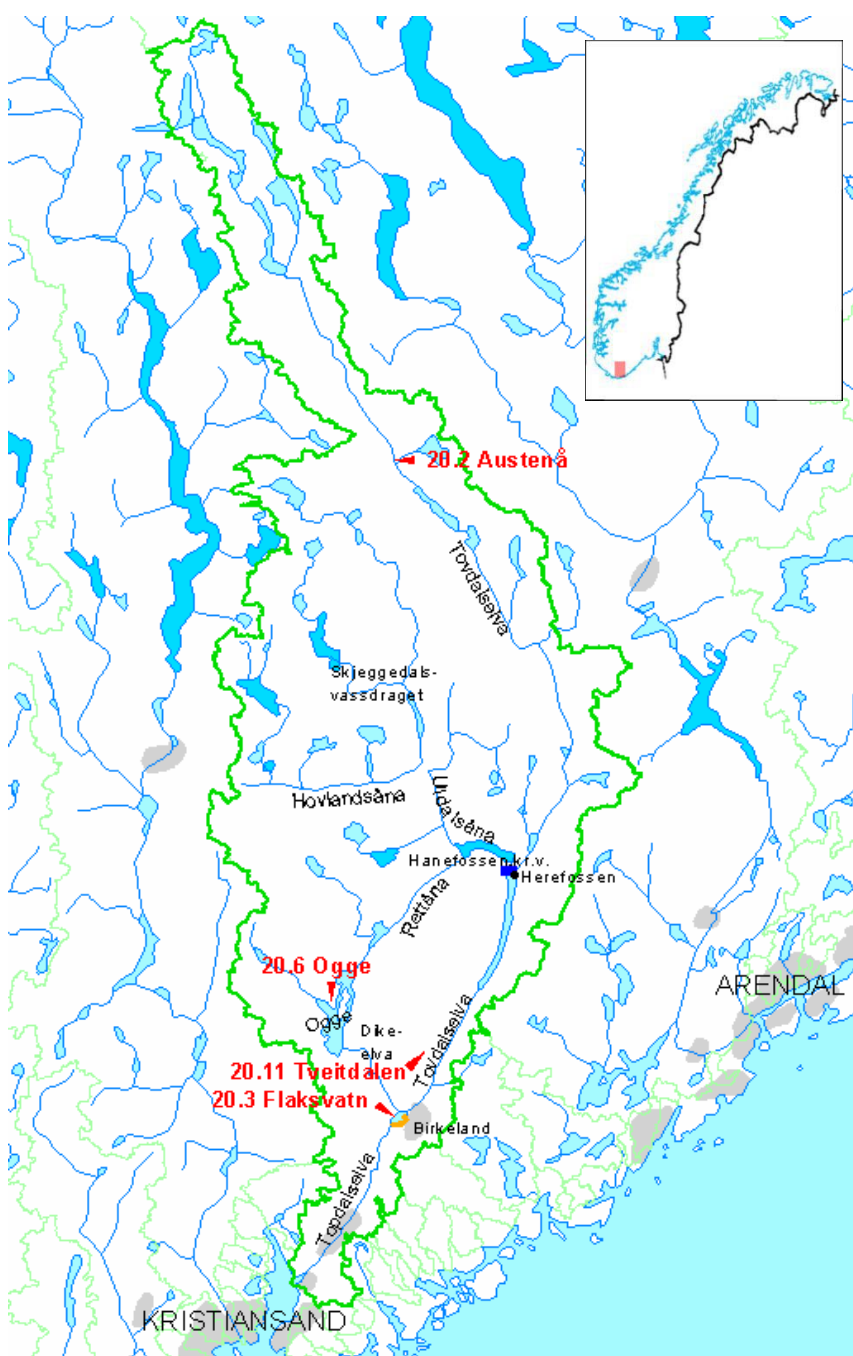 20.2 Austenå
Tovdalselva
Skjeggedals-
vassdraget
Hovlandsåna
Uldalsåna
Hanefossen kr.v.
Herefossen
Rettåna
20.6 Ogge
ARENDAL
Ogge
Dike-
elva
Tovdalselva
20.11 Tveitdalen
20.3 Flaksvatn
Birkeland
Topdalselva
KRISTIANSAND